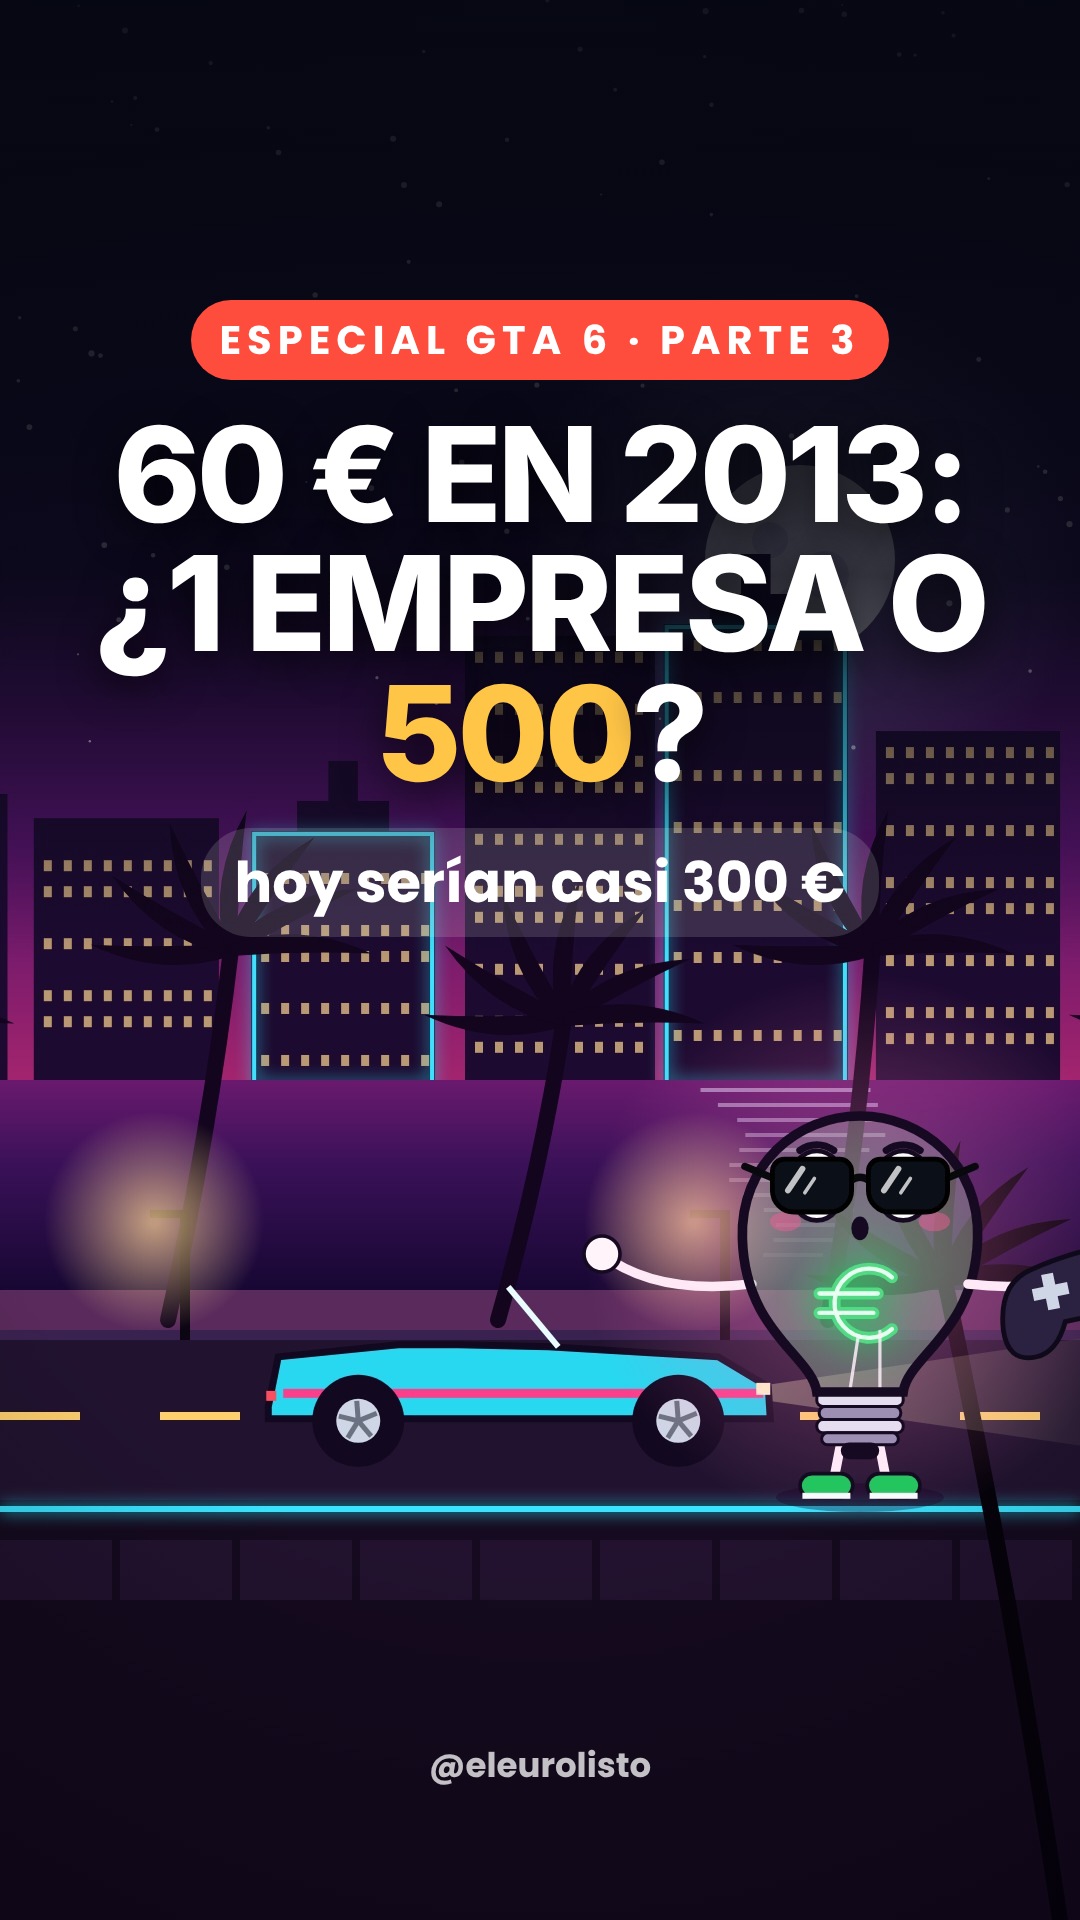 ESPECIAL GTA 6 · PARTE 3
60 € EN 2013:
¿1 EMPRESA O
500?
hoy serían casi 300 €
€
@eleurolisto